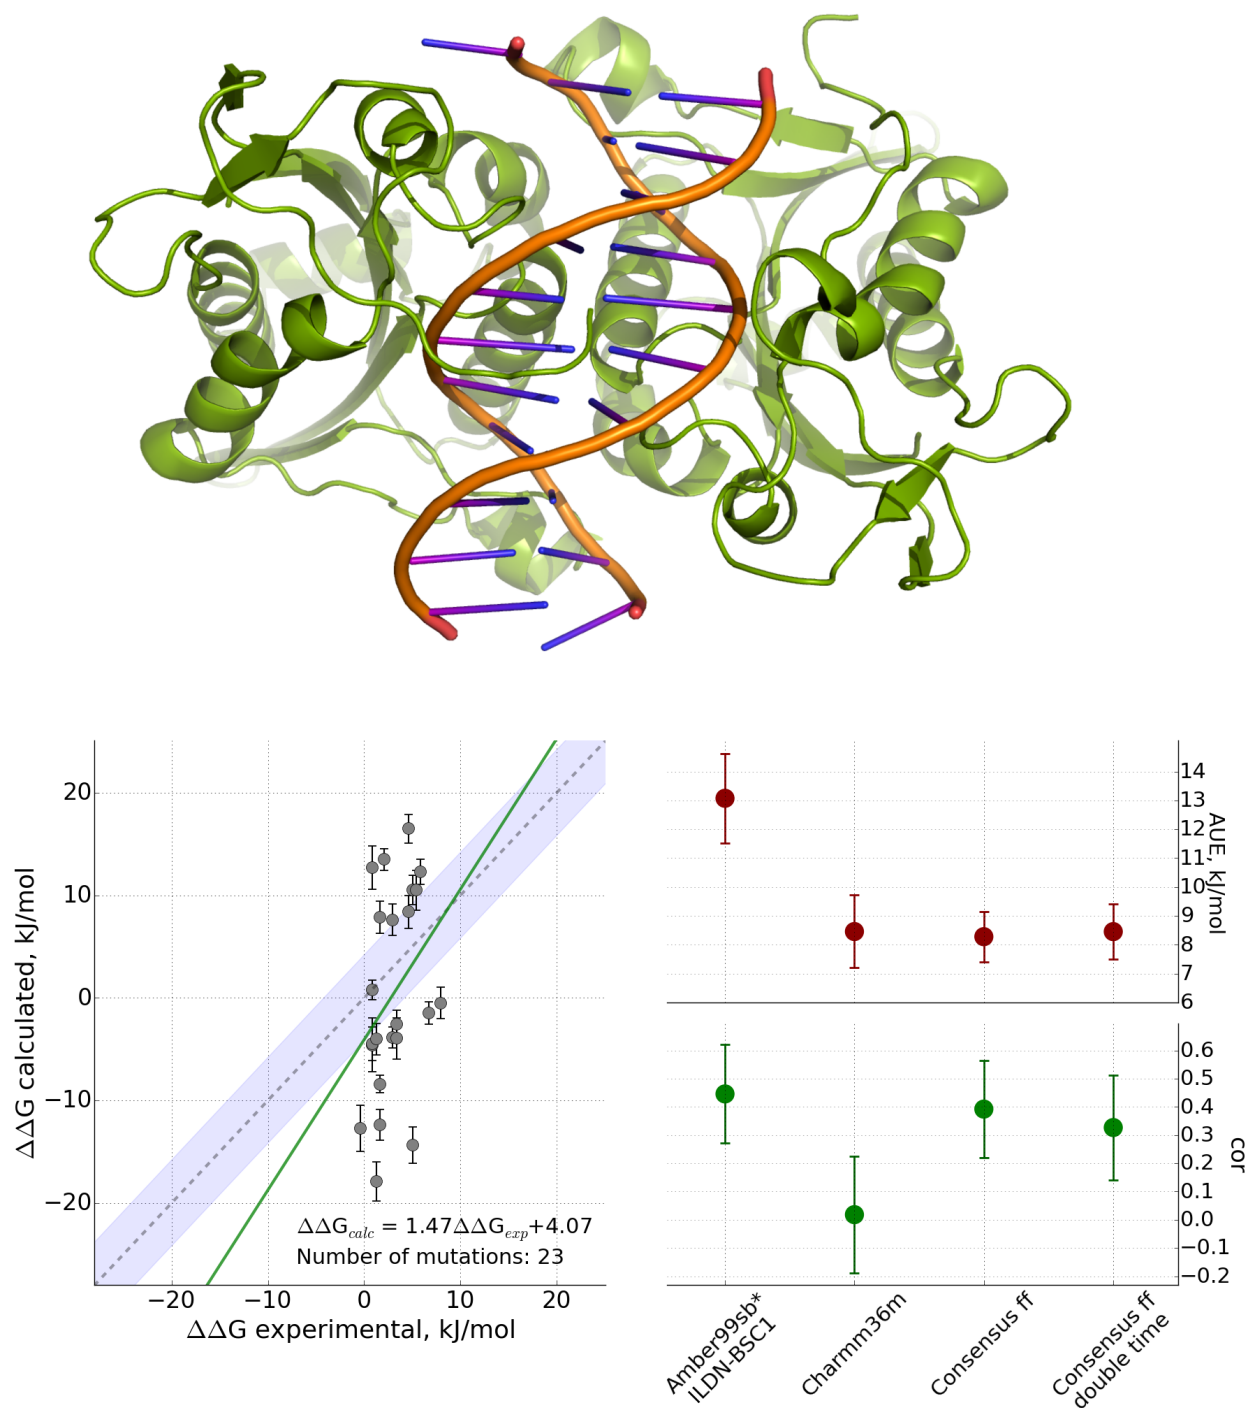 20
10
0
−10
−20
ΔΔG calculated, kJ/mol
ΔΔGcalc = 1.47ΔΔGexp+4.07
Number of mutations: 23
−20 −10 0 10 20
ΔΔG experimental, kJ/mol
14
13
12
11
10
9
8
7
6
AUE, kJ/mol
0.6
0.5
0.4
0.3
0.2
0.1
0.0
−0.1
−0.2
cor
Amber99sb*
ILDN-BSC1
Charmm36m
Consensus ff
Consensus ff
double time